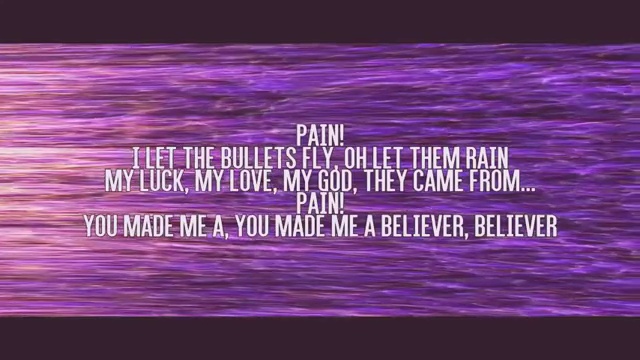 PAIN!
I LET THE BULLETS FLY, OH LET THEM RAIN
MY LUCK, MY LOVE, MY GOD, THEY CAME FROM...
PAIN!
YOU MADE ME A, YOU MADE ME A BELIEVER, BELIEVER